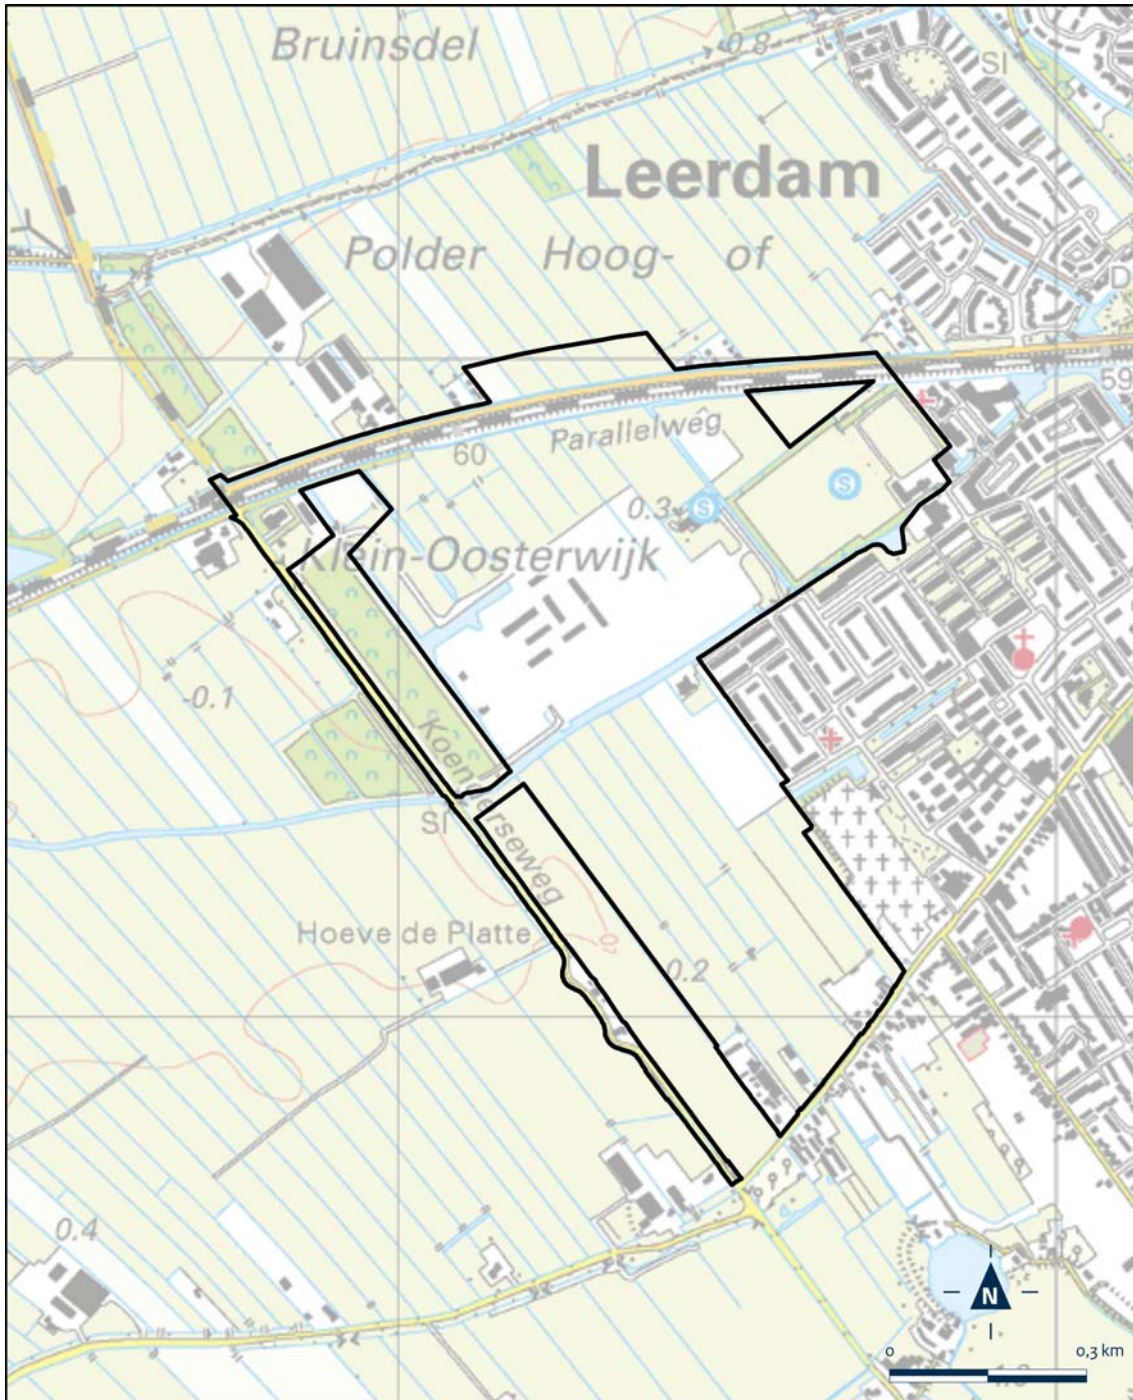 Bruinsdel
0.8
SI
Leerdam
Polder Hoog- of
D
59
Parallelweg
60
S
0.3
S
Klein-Oosterwijk
-0.1
Koenderseweg
SI
Hoeve de Platte
0.2
0.4
N
0
0,3 km